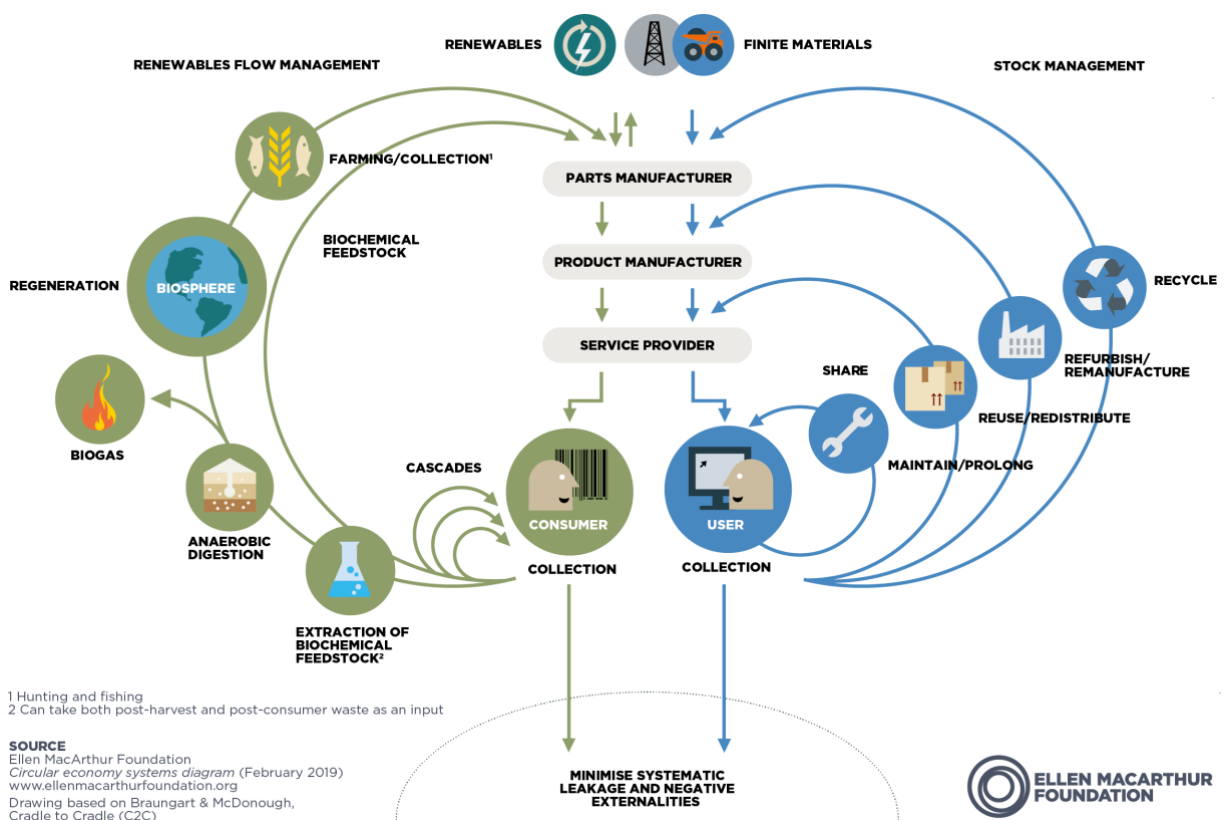 RENEWABLES
FINITE MATERIALS
RENEWABLES FLOW MANAGEMENT
STOCK MANAGEMENT
FARMING/COLLECTION¹
PARTS MANUFACTURER
BIOCHEMICAL
FEEDSTOCK
PRODUCT MANUFACTURER
REGENERATION
BIOSPHERE
RECYCLE
SERVICE PROVIDER
SHARE
REFURBISH/
REMANUFACTURE
REUSE/REDISTRIBUTE
BIOGAS
CASCADES
MAINTAIN/PROLONG
CONSUMER
USER
ANAEROBIC
DIGESTION
COLLECTION
COLLECTION
EXTRACTION OF
BIOCHEMICAL
FEEDSTOCK²
1 Hunting and fishing
2 Can take both post-harvest and post-consumer waste as an input
SOURCE
Ellen MacArthur Foundation
Circular economy systems diagram (February 2019)
www.ellenmacarthurfoundation.org
Drawing based on Braungart & McDonough,
Cradle to Cradle (C2C)
MINIMISE SYSTEMATIC
LEAKAGE AND NEGATIVE
EXTERNALITIES
ELLEN MACARTHUR
FOUNDATION